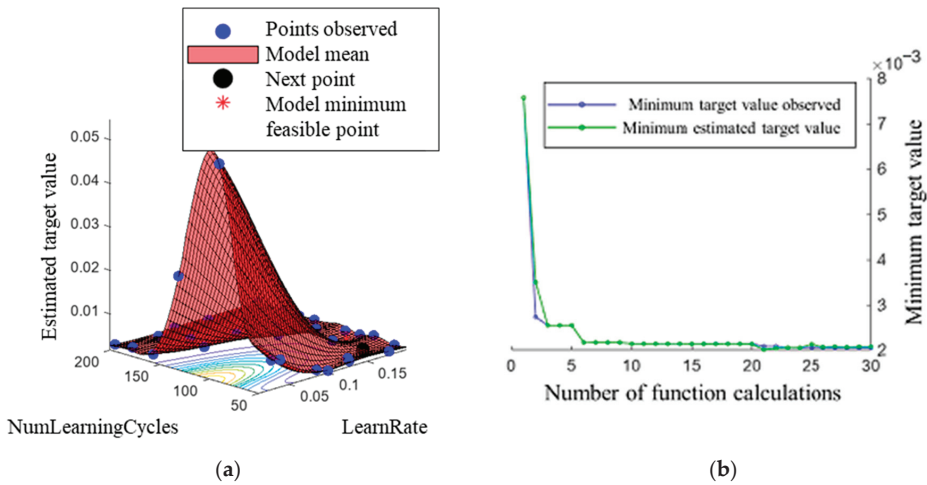 Points observed
Model mean
Next point
Model minimum
feasible point
Estimated target value
0.05
0.04
0.03
0.02
0.01
200
150
100
50
0.05
0.1
0.15
NumLearningCycles
LearnRate
(a)
×10⁻³
Minimum target value observed
Minimum estimated target value
8
7
6
5
4
3
2
Minimum target value
0
5
10
15
20
25
30
Number of function calculations
(b)